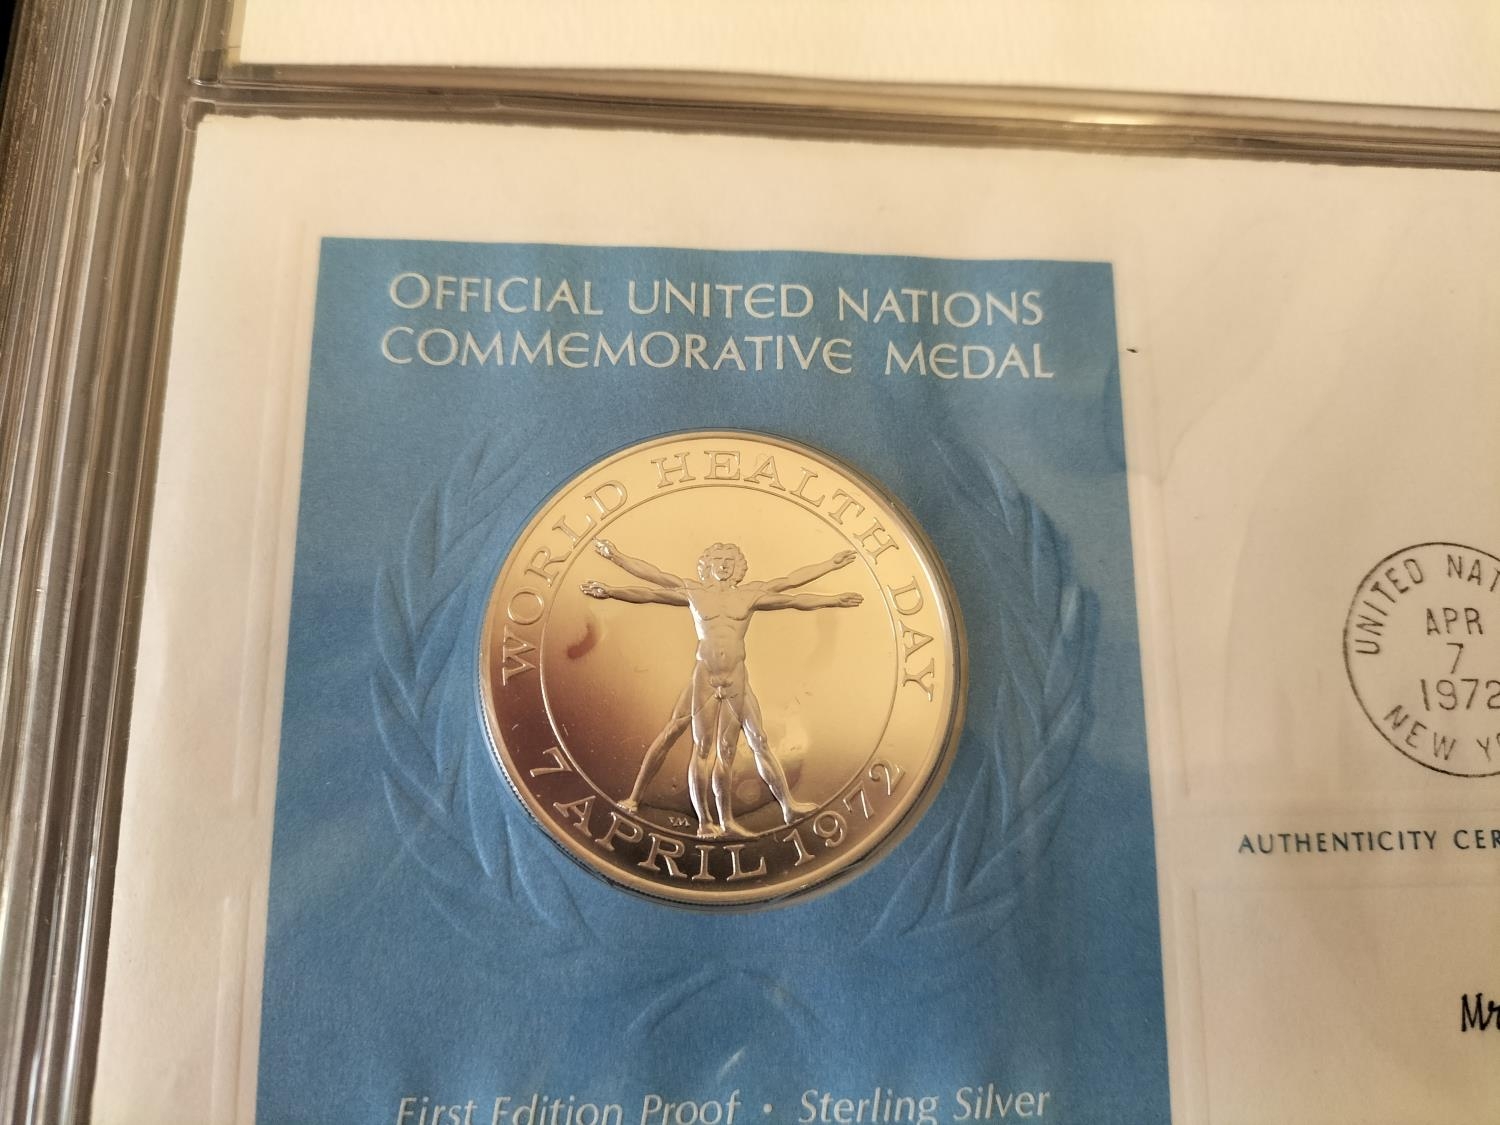 OFFICIAL UNITED NATIONS
COMMEMORATIVE MEDAL
WORLD HEALTH DAY
7 APRIL 1972
First Edition Proof • Sterling Silver
UNITED NAT
APR
7
1972
NEW Y
AUTHENTICITY CER